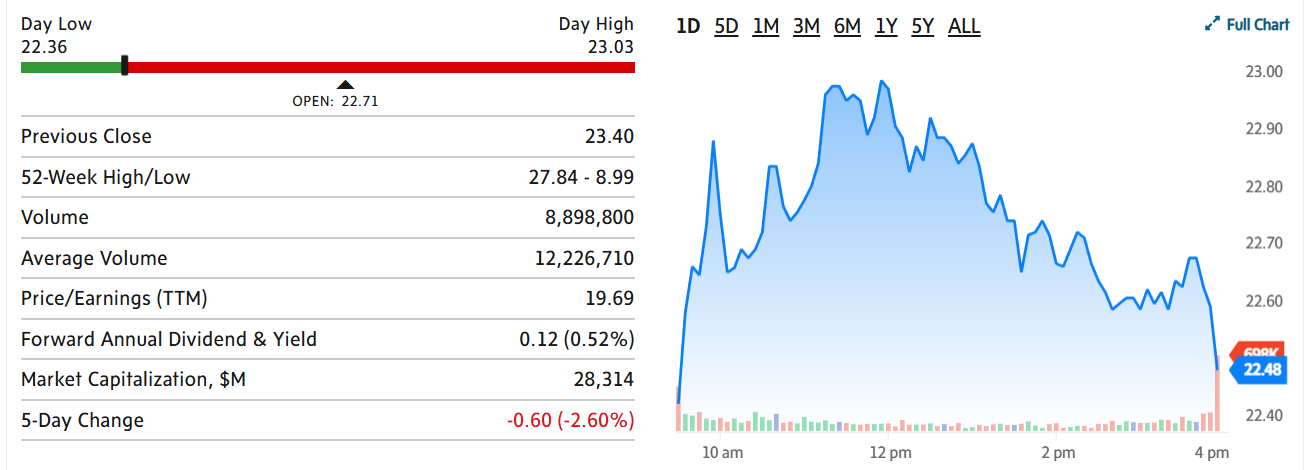 Day Low Day High
22.36 23.03
OPEN: 22.71
Previous Close 23.40
52-Week High/Low 27.84 - 8.99
Volume 8,898,800
Average Volume 12,226,710
Price/Earnings (TTM) 19.69
Forward Annual Dividend & Yield 0.12 (0.52%)
Market Capitalization, $M 28,314
5-Day Change -0.60 (-2.60%)
1D 5D 1M 3M 6M 1Y 5Y ALL Full Chart
23.00
22.90
22.80
22.70
22.60
698K
22.48
22.40
10 am 12 pm 2 pm 4 pm